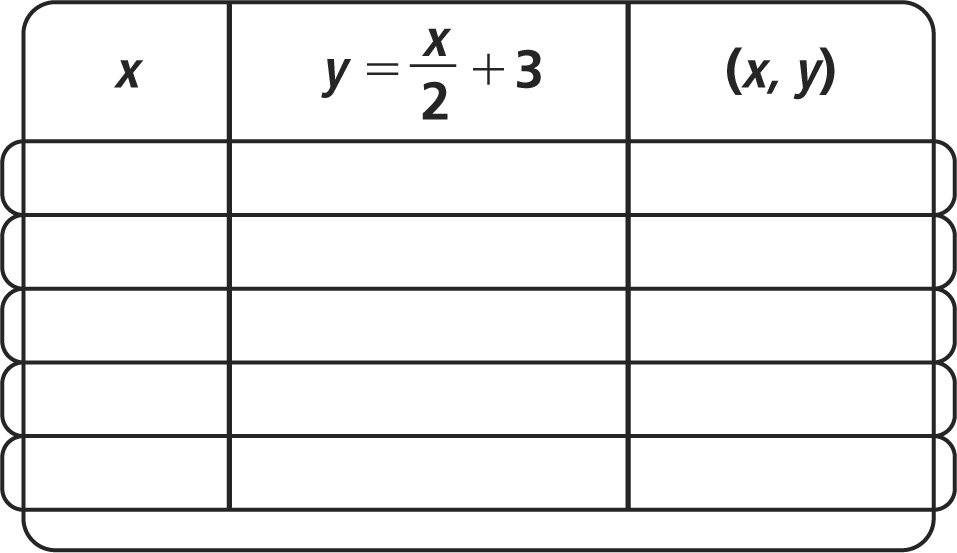 x y = x/2 + 3 (x, y)